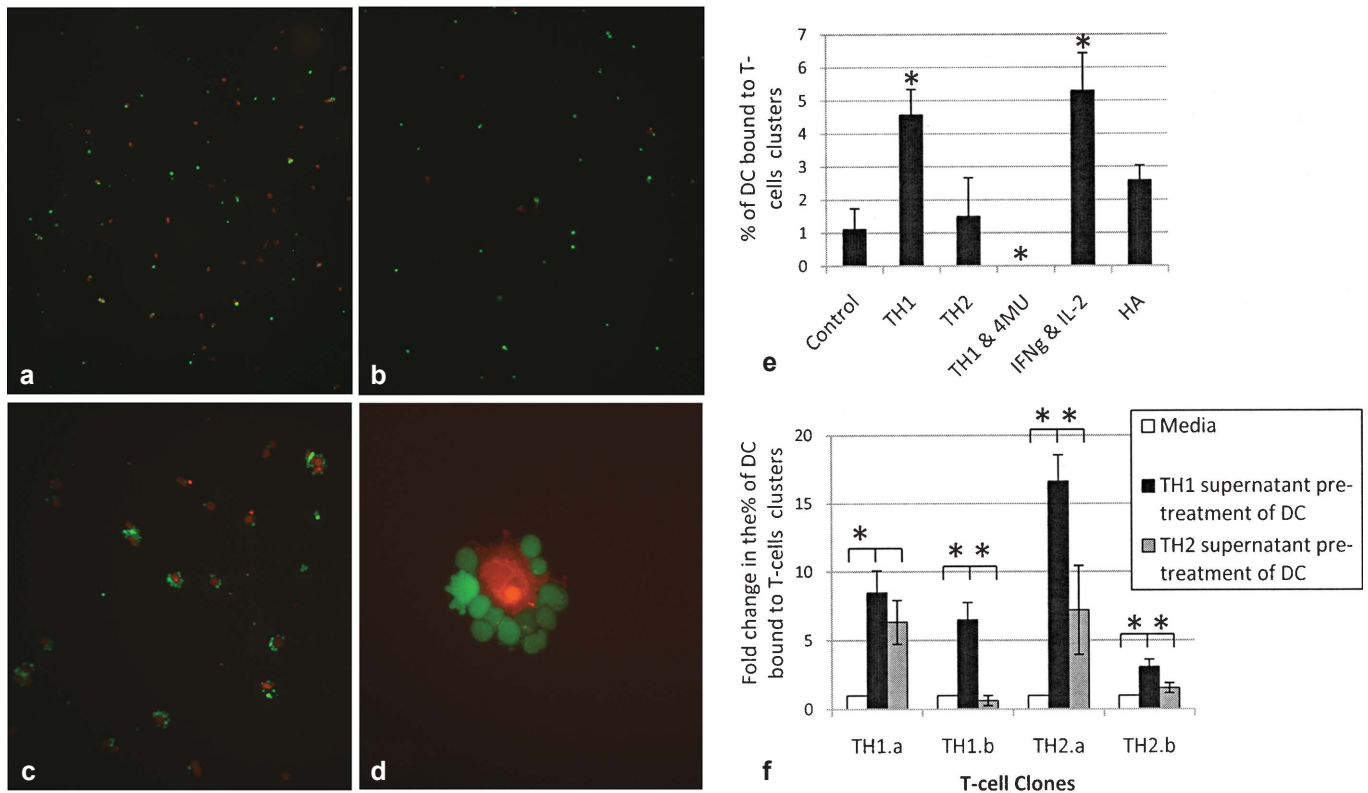 a
b
c
d
7
6
5
4
3
2
1
0
% of DC bound to T-
cells clusters
*
*
*
Control
TH1
TH2
TH1 & 4MU
IFNg & IL-2
HA
e
20
15
10
5
0
Fold change in the% of DC
bound to T-cells clusters
*
* *
* *
* *
Media
TH1 supernatant pre-
treatment of DC
TH2 supernatant pre-
treatment of DC
TH1.a
TH1.b
TH2.a
TH2.b
T-cell Clones
f